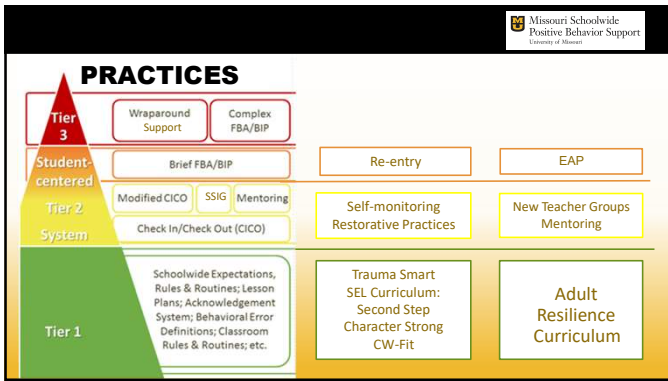 Missouri Schoolwide
Positive Behavior Support
University of Missouri
PRACTICES
Tier
3
Wraparound
Support
Complex
FBA/BIP
Student-
centered
Brief FBA/BIP
Re-entry
EAP
Tier 2
System
Modified CICO
SSIG
Mentoring
Check In/Check Out (CICO)
Self-monitoring
Restorative Practices
New Teacher Groups
Mentoring
Tier 1
Schoolwide Expectations,
Rules & Routines; Lesson
Plans; Acknowledgement
System; Behavioral Error
Definitions; Classroom
Rules & Routines; etc.
Trauma Smart
SEL Curriculum:
Second Step
Character Strong
CW-Fit
Adult
Resilience
Curriculum